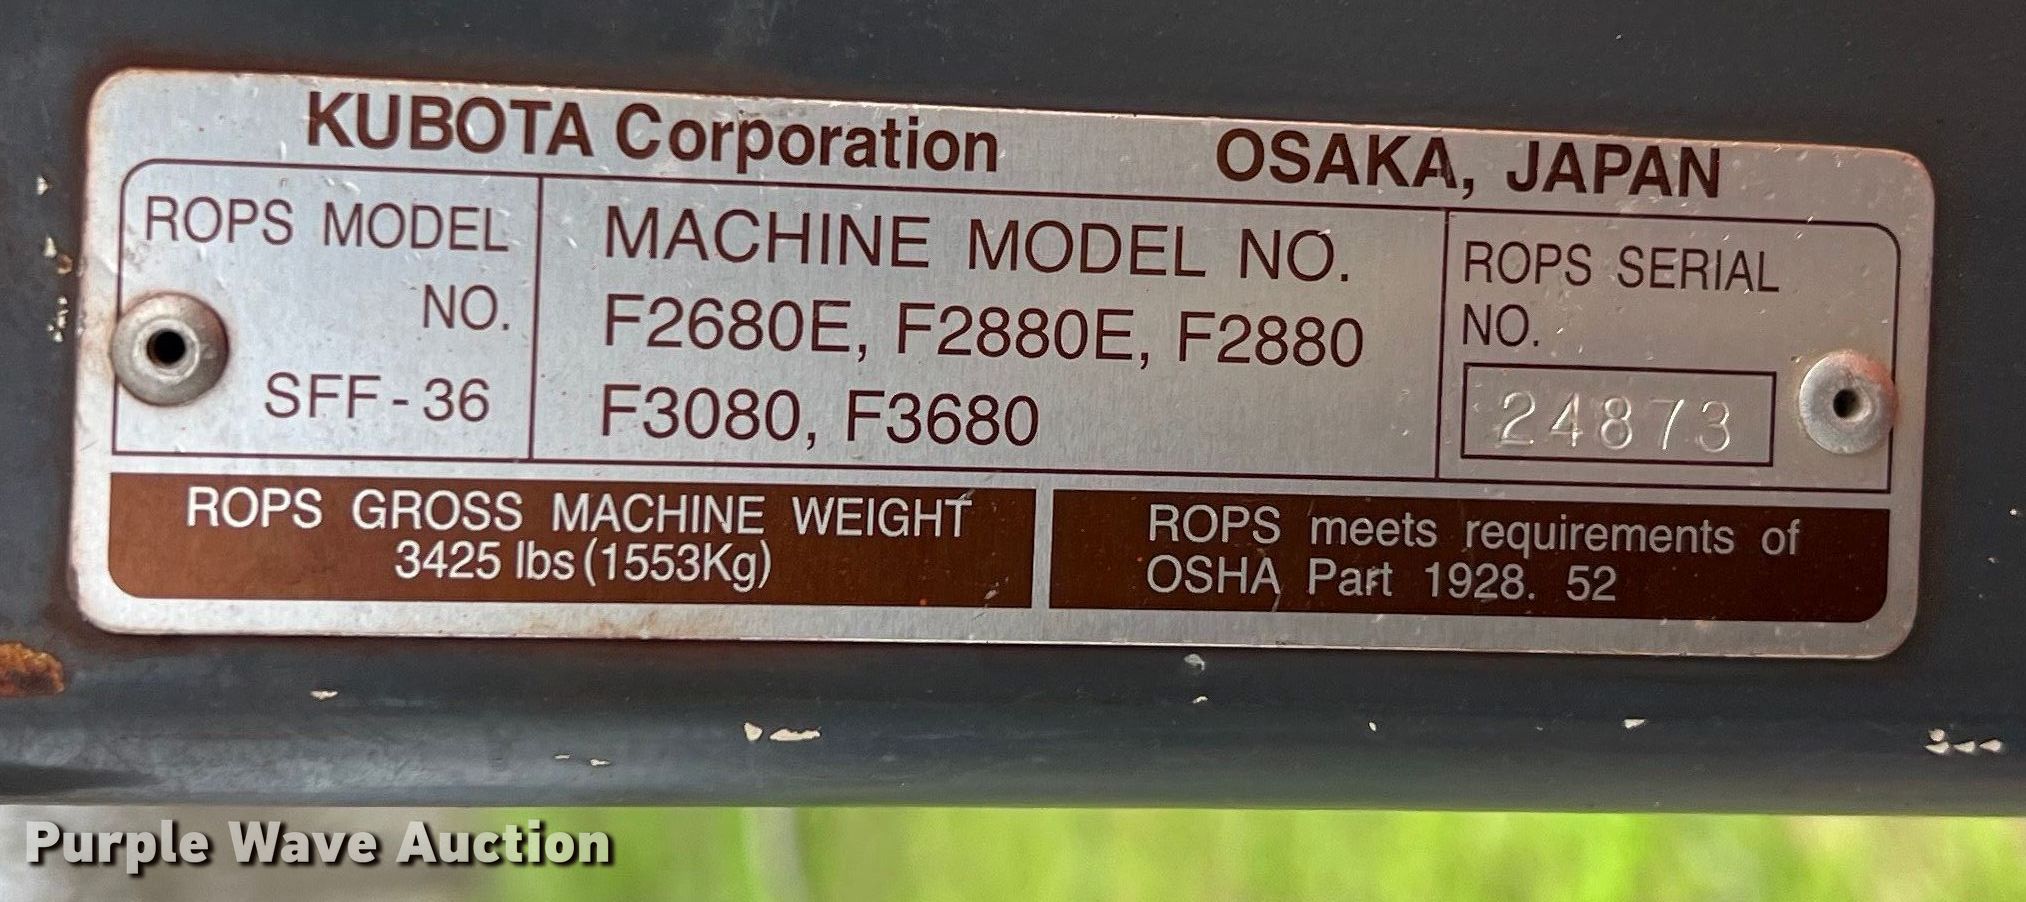 KUBOTA Corporation OSAKA, JAPAN
ROPS MODEL
NO.
SFF-36
MACHINE MODEL NO.
F2680E, F2880E, F2880
F3080, F3680
ROPS SERIAL
NO.
24873
ROPS GROSS MACHINE WEIGHT
3425 lbs (1553Kg)
ROPS meets requirements of
OSHA Part 1928. 52
Purple Wave Auction